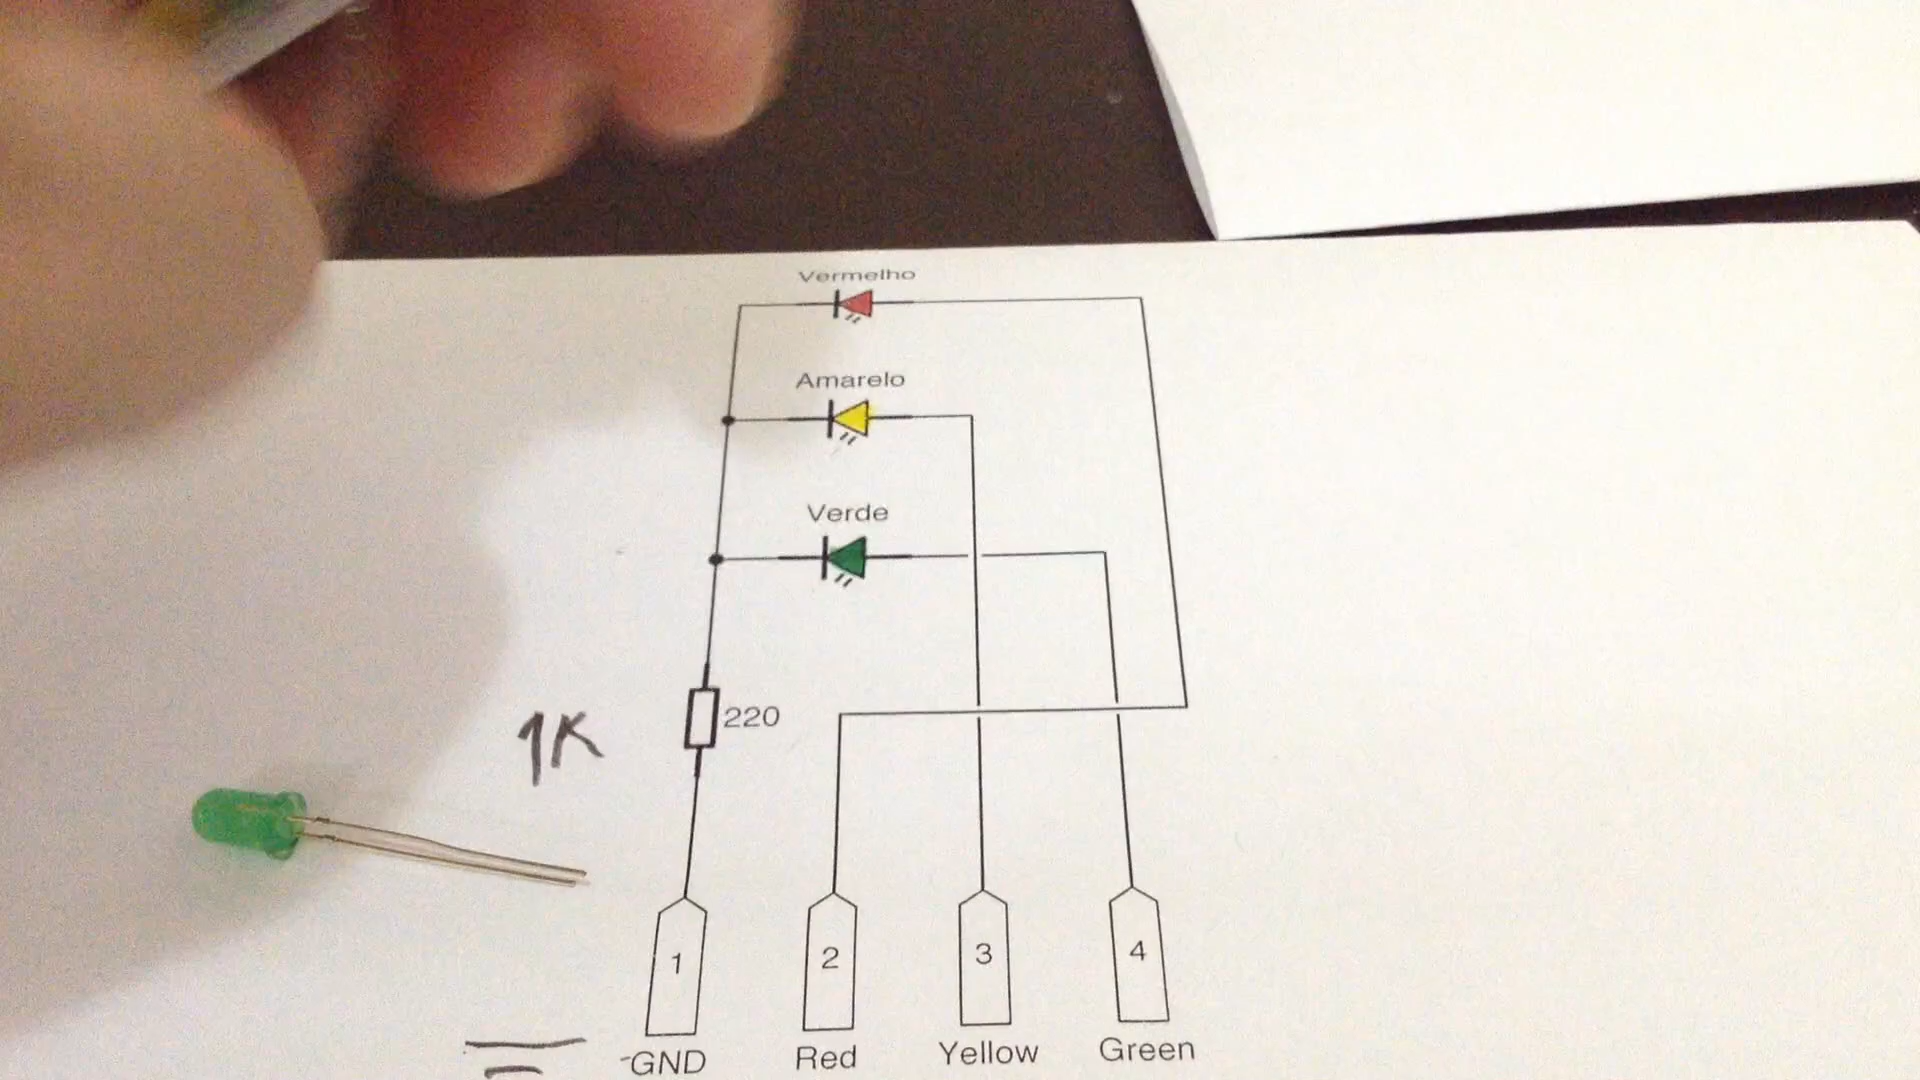 Vermelho
Amarelo
Verde
1K
220
1 2 3 4
-GND Red Yellow Green